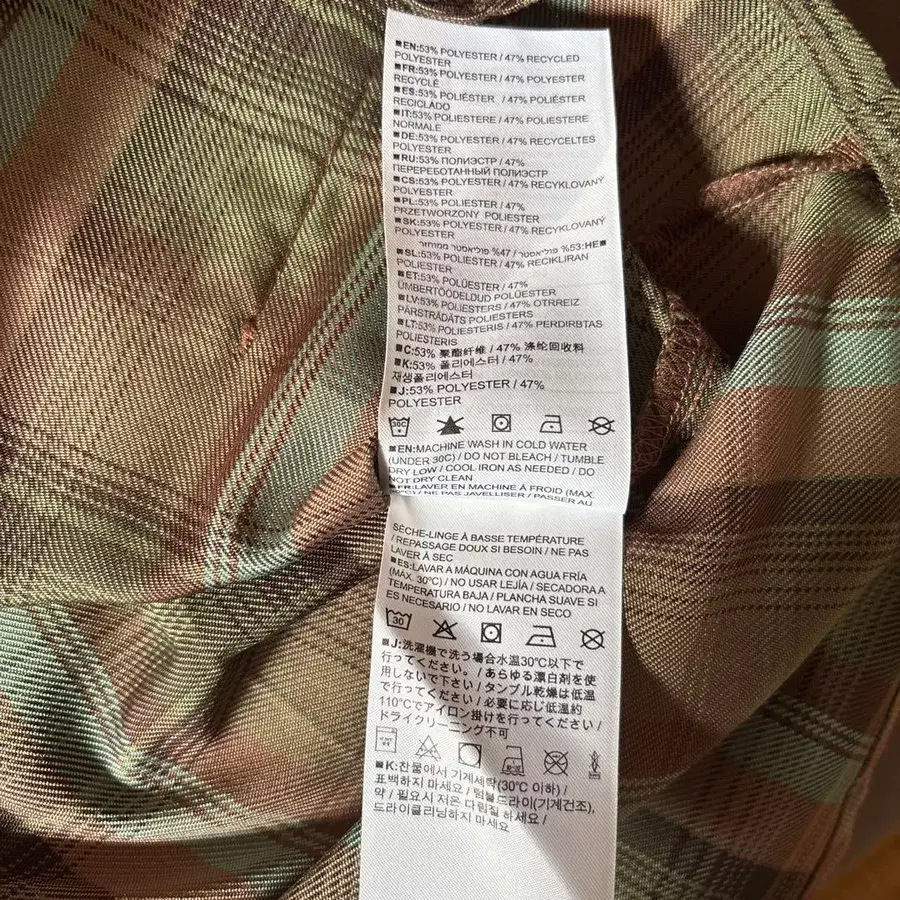 ■EN:53% POLYESTER / 47% RECYCLED
POLYESTER
■FR:53% POLYESTER / 47% POLYESTER
RECYCLÉ
■ES:53% POLIÉSTER / 47% POLIÉSTER
RECICLADO
■IT:53% POLIESTERE / 47% POLIESTERE
NORMALE
■DE:53% POLYESTER / 47% RECYCELTES
POLYESTER
■RU:53% ПОЛИЭСТР / 47%
ПЕРЕРЕБОТАННЫЙ ПОЛИЭСТР
■CS:53% POLYESTER / 47% RECYKLOVANÝ
POLYESTER
■PL:53% POLIESTER / 47%
PRZETWORZONY POLIESTER
■SK:53% POLYESTER / 47% RECYKLOVANÝ
POLYESTER
■HE:53% פוליאסטר / 47% פוליאסטר ממוחזר
■SL:53% POLIESTER / 47% RECIKLIRAN
POLIESTER
■ET:53% POLÜESTER / 47%
ÜMBERTÖÖDELDUD POLÜESTER
■LV:53% POLIESTERS / 47% OTRREIZ
PĀRSTRĀDĀTS POLIESTERS
■LT:53% POLIESTERIS / 47% PERDIRBTAS
POLIESTERIS
■C:53% 聚酯纤维 / 47% 涤纶回收料
■K:53% 폴리에스터 / 47%
재생폴리에스터
■J:53% POLYESTER / 47%
POLYESTER
30C
■EN:MACHINE WASH IN COLD WATER
(UNDER 30C) / DO NOT BLEACH / TUMBLE
DRY LOW / COOL IRON AS NEEDED / DO
NOT DRY CLEAN
■FR:LAVER EN MACHINE À FROID (MAX.
30°C) / NE PAS JAVELLISER / PASSER AU
SÈCHE-LINGE À BASSE TEMPÉRATURE
/ REPASSAGE DOUX SI BESOIN / NE PAS
LAVER À SEC
■ES:LAVAR A MÁQUINA CON AGUA FRÍA
(MÁX. 30°C) / NO USAR LEJÍA / SECADORA A
TEMPERATURA BAJA / PLANCHA SUAVE SI
ES NECESARIO / NO LAVAR EN SECO
30
■J:洗濯機で洗う場合水温30℃以下で
行ってください。/ あらゆる漂白剤を使
用しないで下さい / タンブル乾燥は低温
で行ってください / 必要に応じ低温約
110℃でアイロン掛けを行ってください /
ドライクリーニング不可
■K:찬물에서 기계세탁(30℃ 이하) /
표백하지 마세요 / 텀블드라이(기계건조),
약 / 필요시 저온 다림질 하세요 /
드라이클리닝하지 마세요